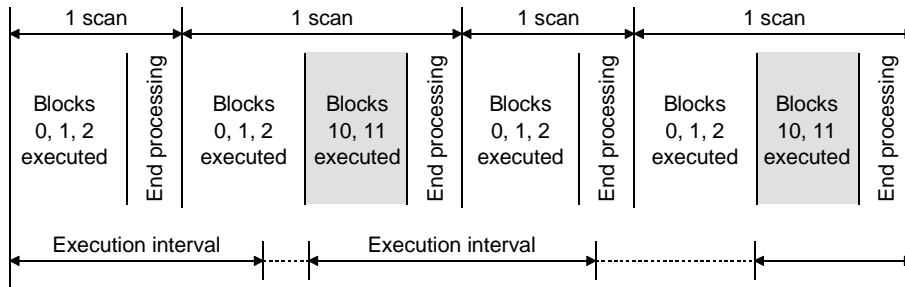 1 scan
1 scan
1 scan
1 scan
Blocks
0, 1, 2
executed
End processing
Blocks
0, 1, 2
executed
Blocks
10, 11
executed
End processing
Blocks
0, 1, 2
executed
End processing
Blocks
0, 1, 2
executed
Blocks
10, 11
executed
End processing
Execution interval
Execution interval